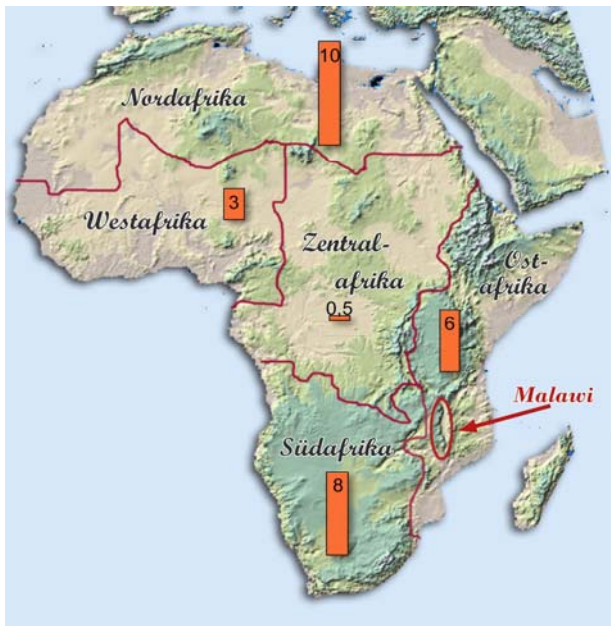 10
Nordafrika
3
Westafrika
Zentral-
afrika
Ost-
afrika
0.5
6
Malawi
Südafrika
8